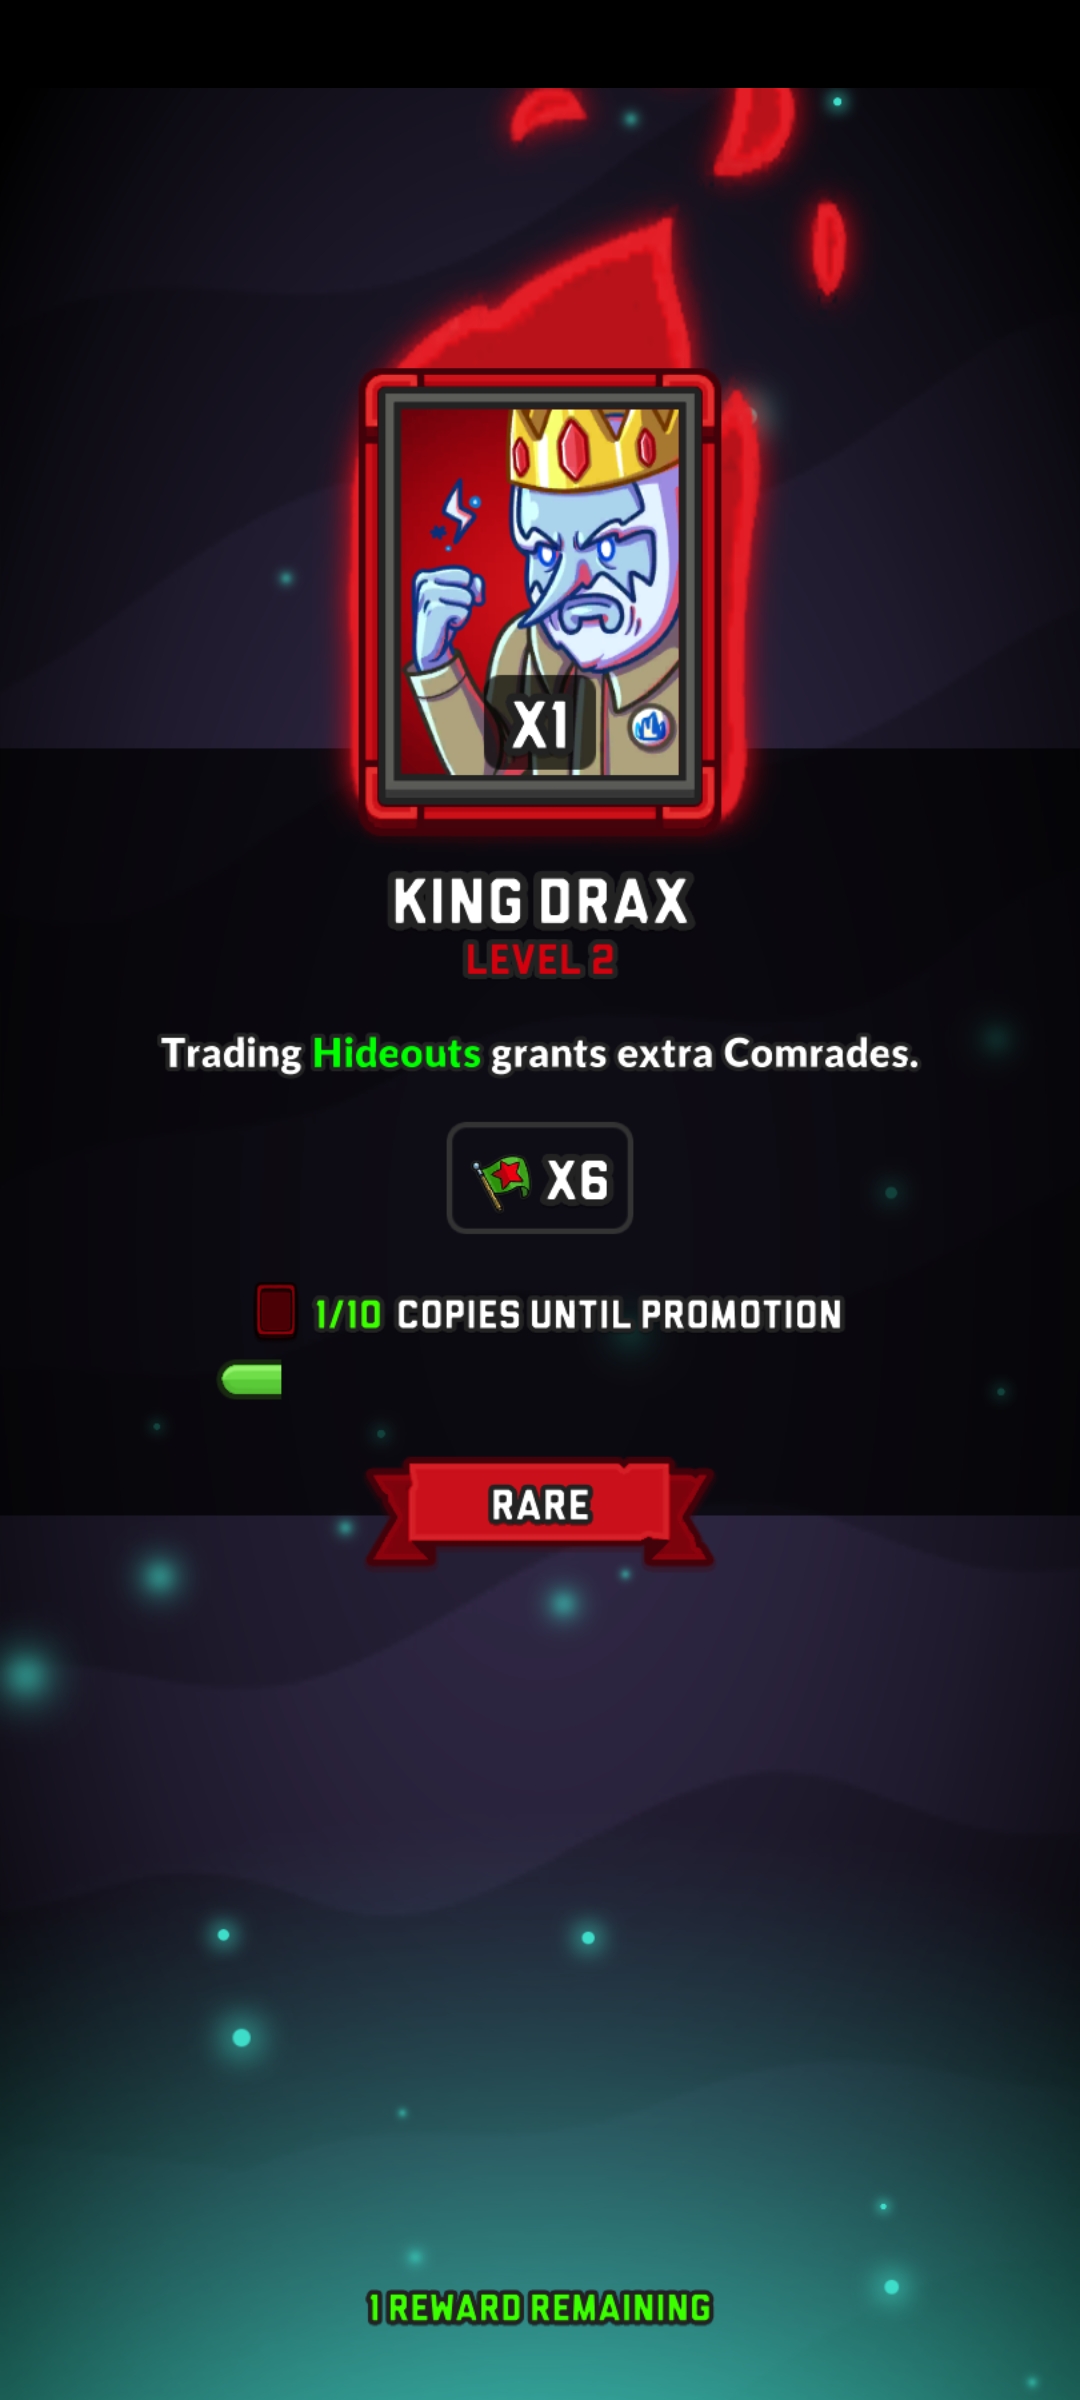 X1
KING DRAX
LEVEL 2
Trading Hideouts grants extra Comrades.
X6
1/10 COPIES UNTIL PROMOTION
RARE
1 REWARD REMAINING